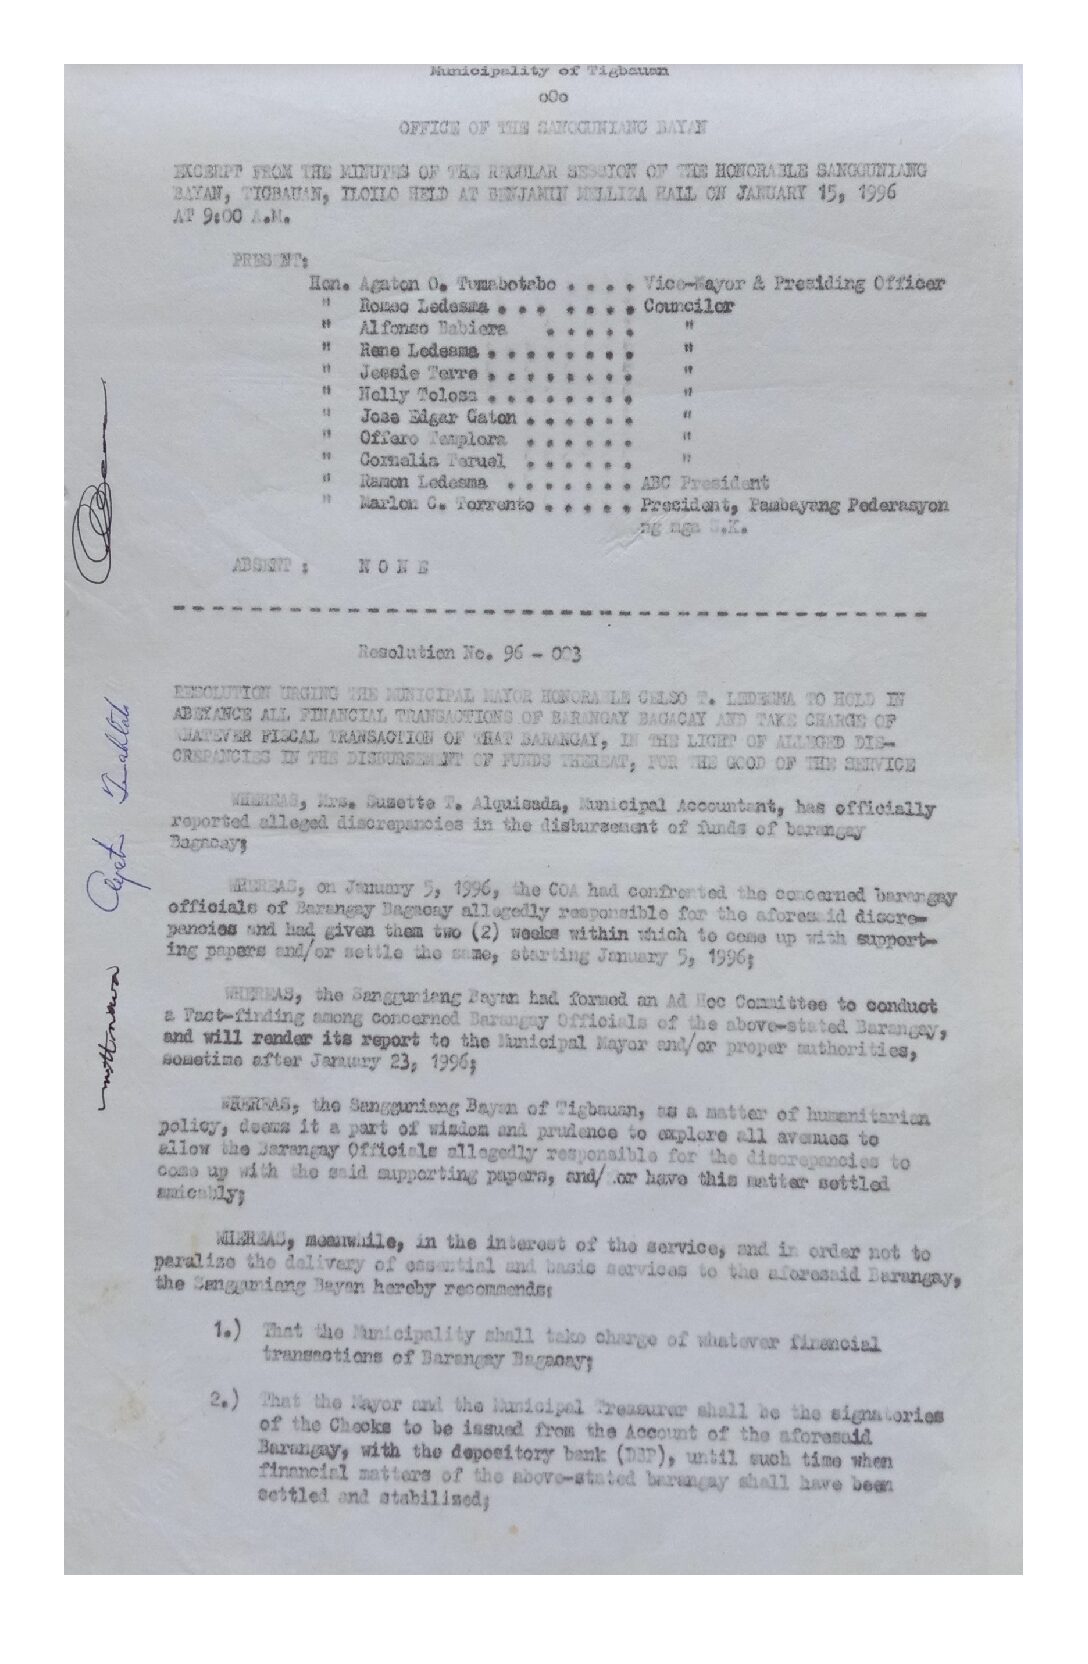 Municipality of Tigbauan
oOo
OFFICE OF THE SANGGUNIANG BAYAN
EXCERPT FROM THE MINUTES OF THE REGULAR SESSION OF THE HONORABLE SANGGUNIANG
BAYAN, TIGBAUAN, ILOILO HELD AT BENJAMIN MELLIZA HALL ON JANUARY 15, 1996
AT 9:00 A.M.
PRESENT:
Hon. Agaton O. Tumabotabo . . . . Vice-Mayor & Presiding Officer
" Romeo Ledesma . . . . . . . Councilor
" Alfonso Babiera . . . . . "
" Rene Ledesma . . . . . . . . "
" Jessie Terre . . . . . . . . "
" Nelly Tolosa . . . . . . . . "
" Jose Edgar Gaton . . . . . . "
" Offero Templora . . . . . . "
" Cornelia Teruel . . . . . . "
" Ramon Ledesma . . . . . . . ABC President
" Marlon C. Torrento . . . . . President, Pambayang Pederasyon
ng mga S.K.
ABSENT : N O N E
Resolution No. 96 - 003
RESOLUTION URGING THE MUNICIPAL MAYOR HONORABLE CELSO T. LEDESMA TO HOLD IN
ABEYANCE ALL FINANCIAL TRANSACTIONS OF BARANGAY BAGACAY AND TAKE CHARGE OF
WHATEVER FISCAL TRANSACTION OF THAT BARANGAY, IN THE LIGHT OF ALLEGED DIS-
CREPANCIES IN THE DISBURSEMENT OF FUNDS THEREAT, FOR THE GOOD OF THE SERVICE
WHEREAS, Mrs. Suzette T. Alquisada, Municipal Accountant, has officially
reported alleged discrepancies in the disbursement of funds of barangay
Bagacay;
WHEREAS, on January 5, 1996, the COA had confronted the concerned barangay
officials of Barangay Bagacay allegedly responsible for the aforesaid discre-
pancies and had given them two (2) weeks within which to come up with support-
ing papers and/or settle the same, starting January 5, 1996;
WHEREAS, the Sangguniang Bayan had formed an Ad Hoc Committee to conduct
a Fact-finding among concerned Barangay Officials of the above-stated Barangay,
and will render its report to the Municipal Mayor and/or proper authorities,
sometime after January 23, 1996;
WHEREAS, the Sangguniang Bayan of Tigbauan, as a matter of humanitarian
policy, deems it a part of wisdom and prudence to explore all avenues to
allow the Barangay Officials allegedly responsible for the discrepancies to
come up with the said supporting papers, and/ or have this matter settled
amicably;
WHEREAS, meanwhile, in the interest of the service, and in order not to
paralize the delivery of essential and basic services to the aforesaid Barangay,
the Sangguniang Bayan hereby recommends:
1.) That the Municipality shall take charge of whatever financial
transactions of Barangay Bagacay;
2.) That the Mayor and the Municipal Treasurer shall be the signatories
of the Checks to be issued from the Account of the aforesaid
Barangay, with the depository bank (DBP), until such time when
financial matters of the above-stated barangay shall have been
settled and stabilized;